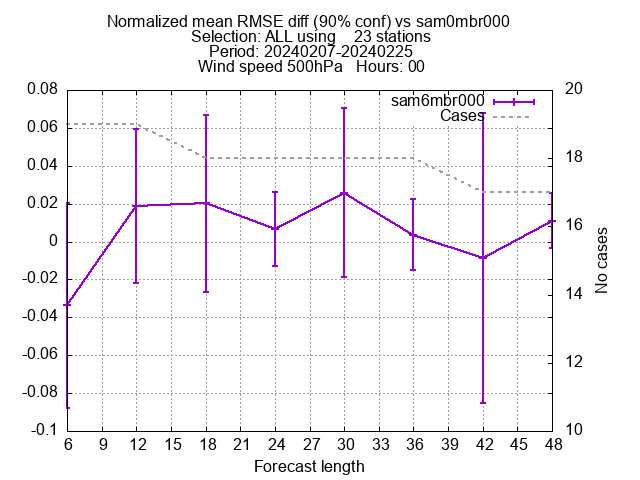 Normalized mean RMSE diff (90% conf) vs sam0mbr000
Selection: ALL using    23 stations
Period: 20240207-20240225
Wind speed 500hPa   Hours: 00
sam6mbr000
Cases
0.08
0.06
0.04
0.02
0
-0.02
-0.04
-0.06
-0.08
-0.1
20
18
16
14
12
10
No cases
6 9 12 15 18 21 24 27 30 33 36 39 42 45 48
Forecast length